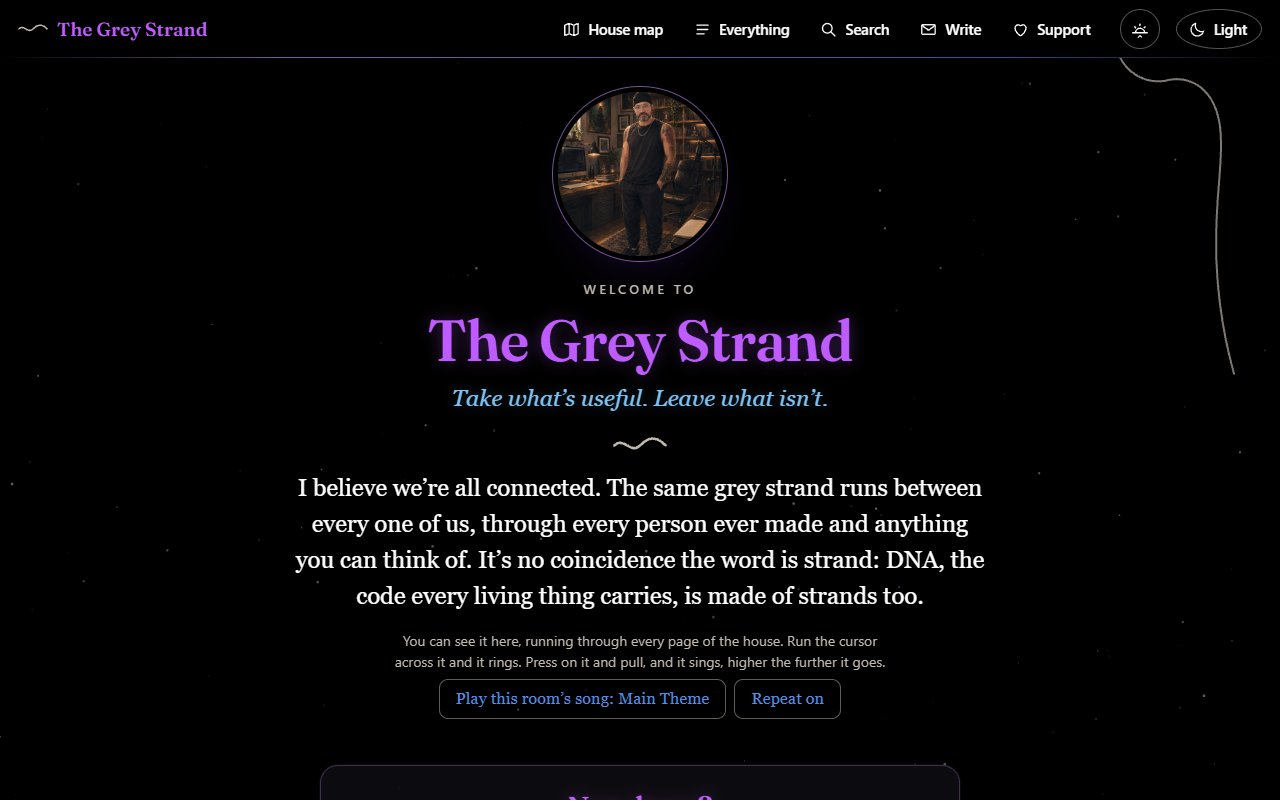 The Grey Strand
House map
Everything
Search
Write
Support
Light
WELCOME TO
The Grey Strand
Take what’s useful. Leave what isn’t.
I believe we’re all connected. The same grey strand runs between
every one of us, through every person ever made and anything
you can think of. It’s no coincidence the word is strand: DNA, the
code every living thing carries, is made of strands too.
You can see it here, running through every page of the house. Run the cursor
across it and it rings. Press on it and pull, and it sings, higher the further it goes.
Play this room’s song: Main Theme
Repeat on